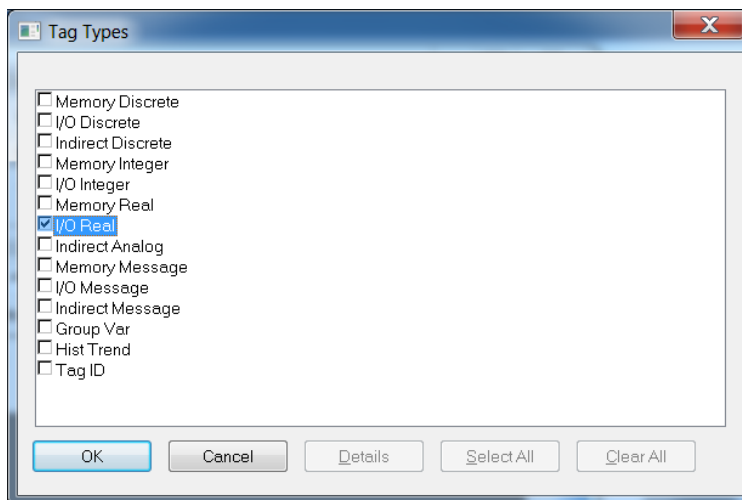 Tag Types
Memory Discrete
I/O Discrete
Indirect Discrete
Memory Integer
I/O Integer
Memory Real
I/O Real
Indirect Analog
Memory Message
I/O Message
Indirect Message
Group Var
Hist Trend
Tag ID
OK Cancel Details Select All Clear All